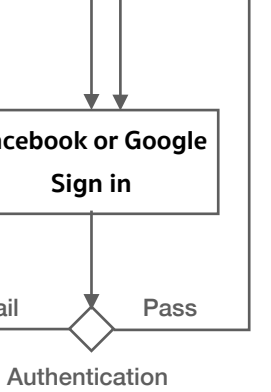 acebook or Google
Sign in
ail
Pass
Authentication